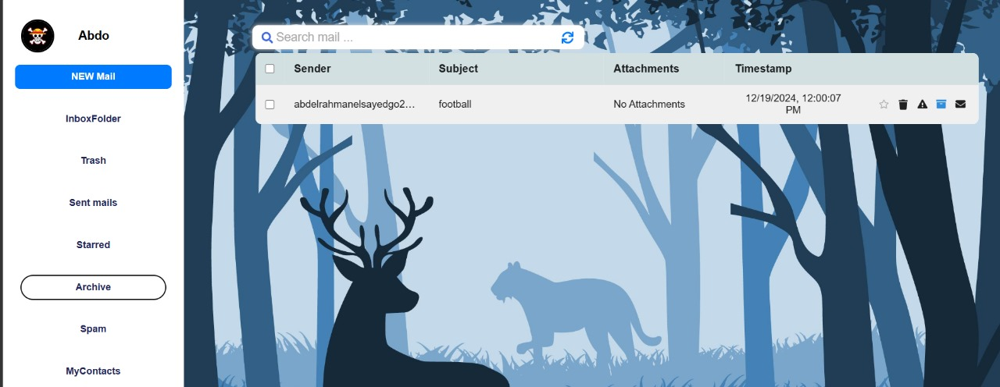 Abdo
NEW Mail
InboxFolder
Trash
Sent mails
Starred
Archive
Spam
MyContacts
Search mail ...
Sender Subject Attachments Timestamp
abdelrahmanelsayedgo2... football No Attachments 12/19/2024, 12:00:07
PM